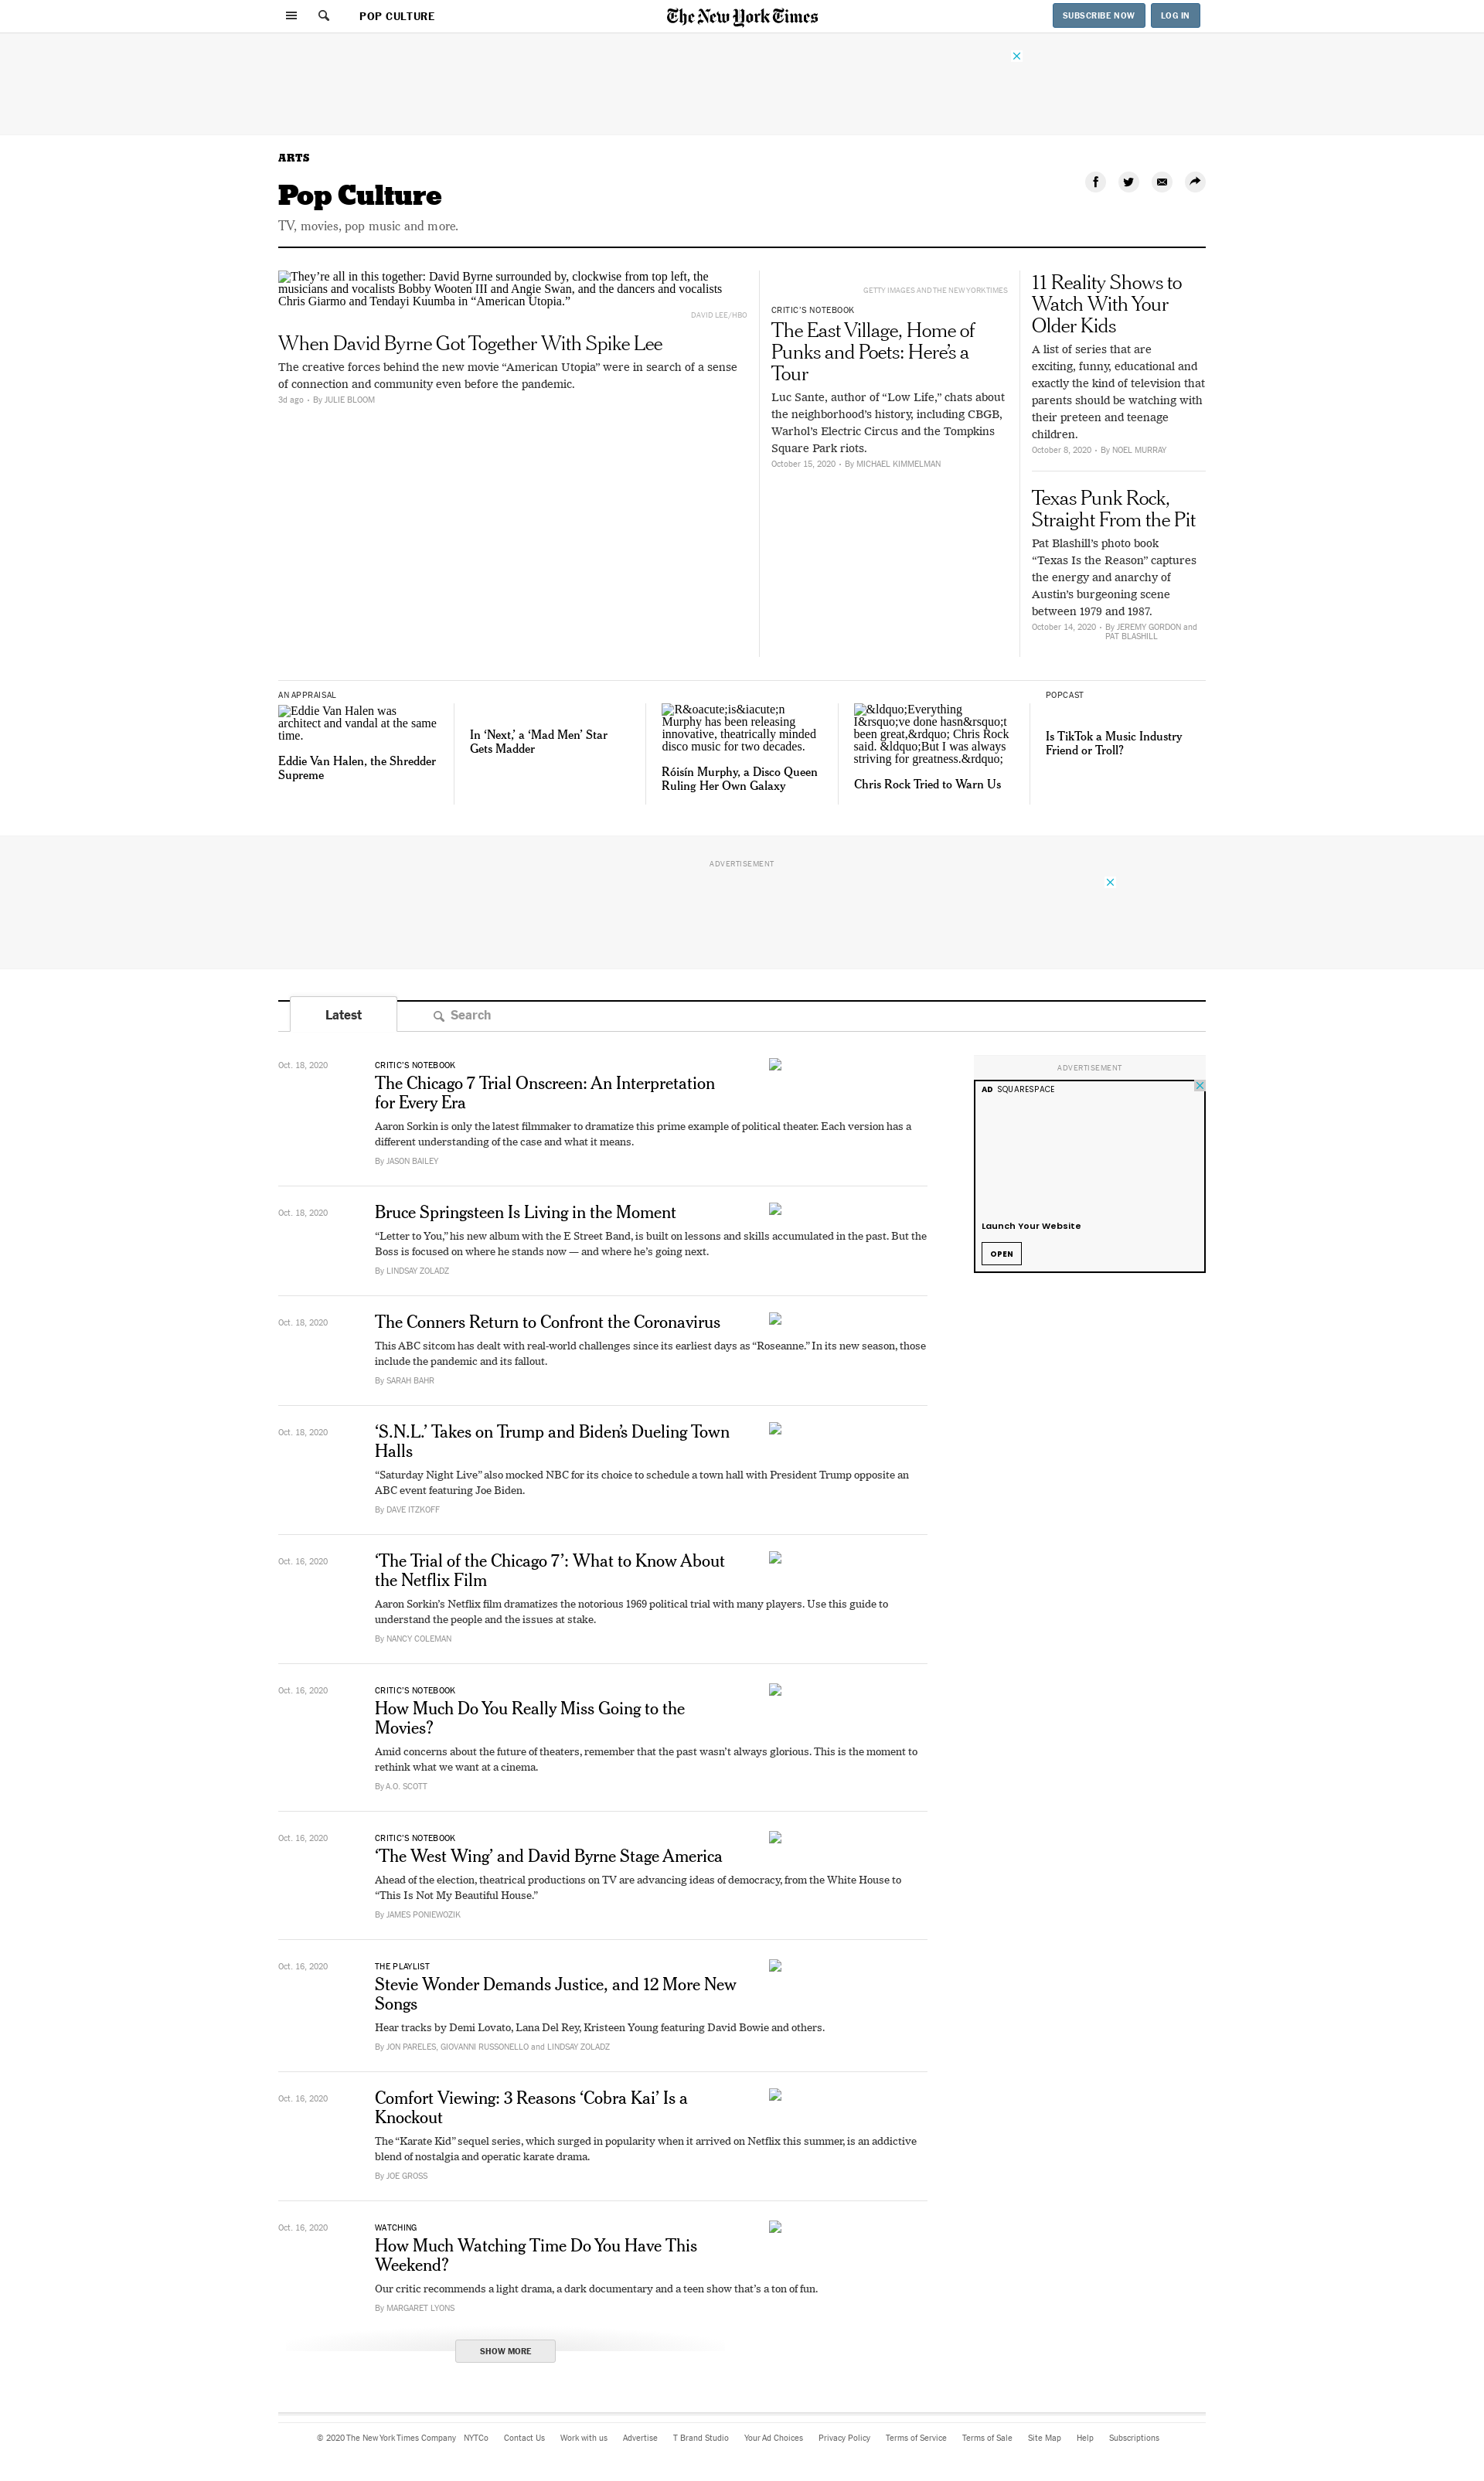 POP CULTURE
The New York Times
SUBSCRIBE NOW
LOG IN
ARTS
Pop Culture
TV, movies, pop music and more.
They’re all in this together: David Byrne surrounded by, clockwise from top left, the
musicians and vocalists Bobby Wooten III and Angie Swan, and the dancers and vocalists
Chris Giarmo and Tendayi Kuumba in “American Utopia.”
DAVID LEE/HBO
When David Byrne Got Together With Spike Lee
The creative forces behind the new movie “American Utopia” were in search of a sense
of connection and community even before the pandemic.
3d ago • By JULIE BLOOM
GETTY IMAGES AND THE NEW YORK TIMES
CRITIC’S NOTEBOOK
The East Village, Home of
Punks and Poets: Here’s a
Tour
Luc Sante, author of “Low Life,” chats about
the neighborhood’s history, including CBGB,
Warhol’s Electric Circus and the Tompkins
Square Park riots.
October 15, 2020 • By MICHAEL KIMMELMAN
11 Reality Shows to
Watch With Your
Older Kids
A list of series that are
exciting, funny, educational and
exactly the kind of television that
parents should be watching with
their preteen and teenage
children.
October 8, 2020 • By NOEL MURRAY
Texas Punk Rock,
Straight From the Pit
Pat Blashill’s photo book
“Texas Is the Reason” captures
the energy and anarchy of
Austin’s burgeoning scene
between 1979 and 1987.
October 14, 2020 • By JEREMY GORDON and
PAT BLASHILL
AN APPRAISAL
Eddie Van Halen was
architect and vandal at the same
time.
Eddie Van Halen, the Shredder
Supreme
In ‘Next,’ a ‘Mad Men’ Star
Gets Madder
R&oacute;is&iacute;n
Murphy has been releasing
innovative, theatrically minded
disco music for two decades.
Róisín Murphy, a Disco Queen
Ruling Her Own Galaxy
&ldquo;Everything
I&rsquo;ve done hasn&rsquo;t
been great,&rdquo; Chris Rock
said. &ldquo;But I was always
striving for greatness.&rdquo;
Chris Rock Tried to Warn Us
POPCAST
Is TikTok a Music Industry
Friend or Troll?
ADVERTISEMENT
Latest
Search
Oct. 18, 2020
CRITIC’S NOTEBOOK
The Chicago 7 Trial Onscreen: An Interpretation
for Every Era
Aaron Sorkin is only the latest filmmaker to dramatize this prime example of political theater. Each version has a
different understanding of the case and what it means.
By JASON BAILEY
ADVERTISEMENT
AD SQUARESPACE
Launch Your Website
OPEN
Oct. 18, 2020
Bruce Springsteen Is Living in the Moment
“Letter to You,” his new album with the E Street Band, is built on lessons and skills accumulated in the past. But the
Boss is focused on where he stands now — and where he’s going next.
By LINDSAY ZOLADZ
Oct. 18, 2020
The Conners Return to Confront the Coronavirus
This ABC sitcom has dealt with real-world challenges since its earliest days as “Roseanne.” In its new season, those
include the pandemic and its fallout.
By SARAH BAHR
Oct. 18, 2020
‘S.N.L.’ Takes on Trump and Biden’s Dueling Town
Halls
“Saturday Night Live” also mocked NBC for its choice to schedule a town hall with President Trump opposite an
ABC event featuring Joe Biden.
By DAVE ITZKOFF
Oct. 16, 2020
‘The Trial of the Chicago 7’: What to Know About
the Netflix Film
Aaron Sorkin’s Netflix film dramatizes the notorious 1969 political trial with many players. Use this guide to
understand the people and the issues at stake.
By NANCY COLEMAN
Oct. 16, 2020
CRITIC’S NOTEBOOK
How Much Do You Really Miss Going to the
Movies?
Amid concerns about the future of theaters, remember that the past wasn’t always glorious. This is the moment to
rethink what we want at a cinema.
By A.O. SCOTT
Oct. 16, 2020
CRITIC’S NOTEBOOK
‘The West Wing’ and David Byrne Stage America
Ahead of the election, theatrical productions on TV are advancing ideas of democracy, from the White House to
“This Is Not My Beautiful House.”
By JAMES PONIEWOZIK
Oct. 16, 2020
THE PLAYLIST
Stevie Wonder Demands Justice, and 12 More New
Songs
Hear tracks by Demi Lovato, Lana Del Rey, Kristeen Young featuring David Bowie and others.
By JON PARELES, GIOVANNI RUSSONELLO and LINDSAY ZOLADZ
Oct. 16, 2020
Comfort Viewing: 3 Reasons ‘Cobra Kai’ Is a
Knockout
The “Karate Kid” sequel series, which surged in popularity when it arrived on Netflix this summer, is an addictive
blend of nostalgia and operatic karate drama.
By JOE GROSS
Oct. 16, 2020
WATCHING
How Much Watching Time Do You Have This
Weekend?
Our critic recommends a light drama, a dark documentary and a teen show that’s a ton of fun.
By MARGARET LYONS
SHOW MORE
© 2020 The New York Times Company NYTCo Contact Us Work with us Advertise T Brand Studio Your Ad Choices Privacy Policy Terms of Service Terms of Sale Site Map Help Subscriptions